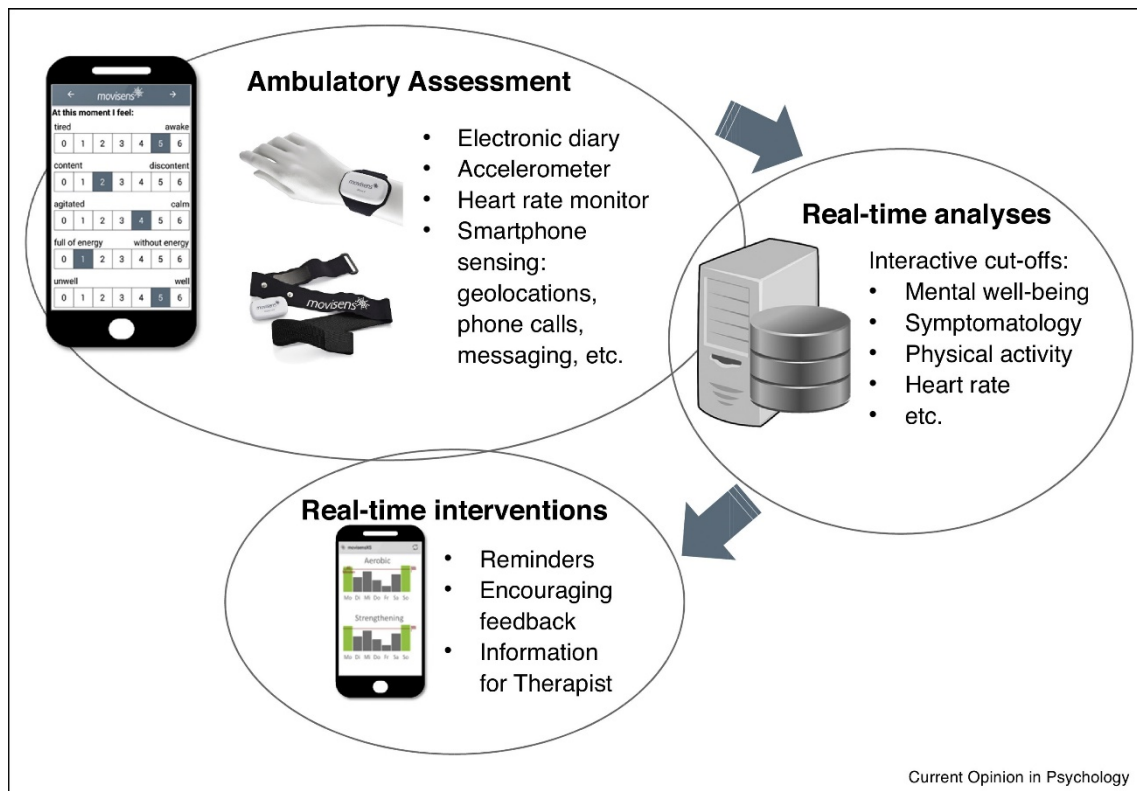 Ambulatory Assessment
movisens
At this moment I feel:
tired awake
0 1 2 3 4 5 6
content discontent
0 1 2 3 4 5 6
agitated calm
0 1 2 3 4 5 6
full of energy without energy
0 1 2 3 4 5 6
unwell well
0 1 2 3 4 5 6
movisens
movisens
• Electronic diary
• Accelerometer
• Heart rate monitor
• Smartphone
sensing:
geolocations,
phone calls,
messaging, etc.
Real-time analyses
Interactive cut-offs:
• Mental well-being
• Symptomatology
• Physical activity
• Heart rate
• etc.
Real-time interventions
movisensXS
Aerobic
Mo Di Mi Do Fr Sa So
Strengthening
Mo Di Mi Do Fr Sa So
• Reminders
• Encouraging
feedback
• Information
for Therapist
Current Opinion in Psychology